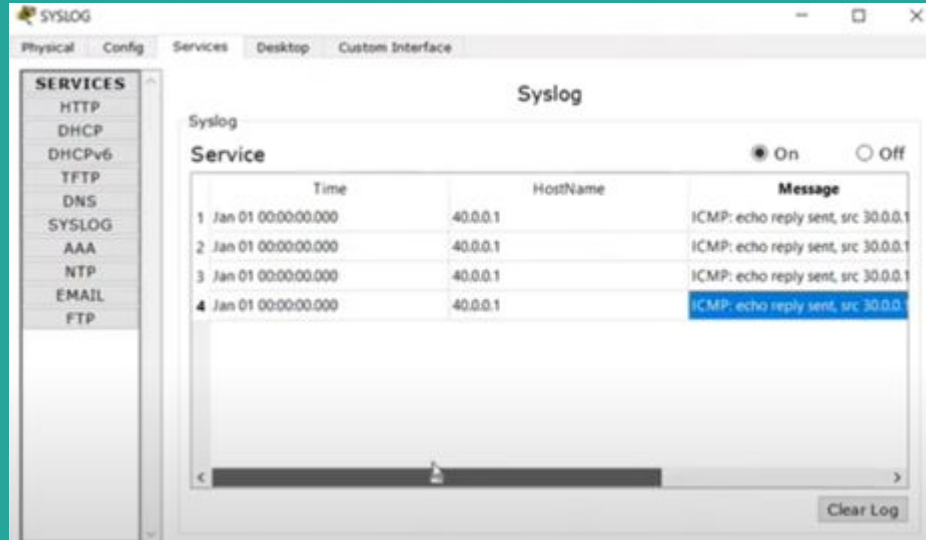 SYSLOG
Physical Config Services Desktop Custom Interface
SERVICES
HTTP
DHCP
DHCPv6
TFTP
DNS
SYSLOG
AAA
NTP
EMAIL
FTP
Syslog
Syslog
Service On Off
Time HostName Message
1 Jan 01 00:00:00.000 40.0.0.1 ICMP: echo reply sent, src 30.0.0.1
2 Jan 01 00:00:00.000 40.0.0.1 ICMP: echo reply sent, src 30.0.0.1
3 Jan 01 00:00:00.000 40.0.0.1 ICMP: echo reply sent, src 30.0.0.1
4 Jan 01 00:00:00.000 40.0.0.1 ICMP: echo reply sent, src 30.0.0.
Clear Log